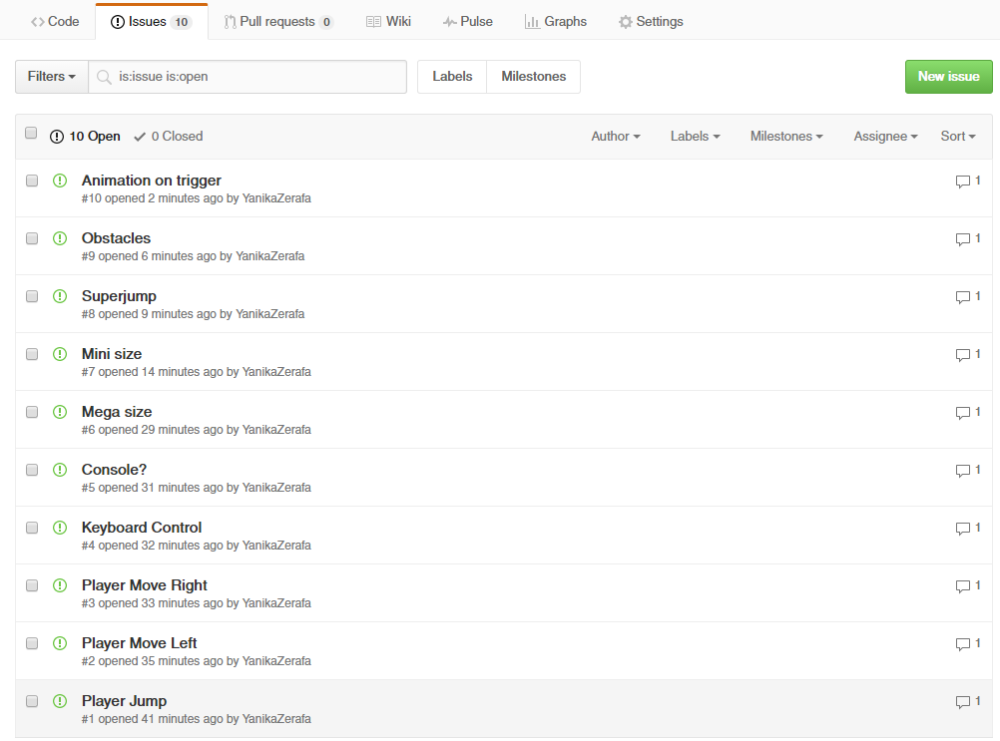 Code Issues 10 Pull requests 0 Wiki Pulse Graphs Settings
Filters is:issue is:open Labels Milestones New issue
10 Open 0 Closed Author Labels Milestones Assignee Sort
Animation on trigger 1
#10 opened 2 minutes ago by YanikaZerafa
Obstacles 1
#9 opened 6 minutes ago by YanikaZerafa
Superjump 1
#8 opened 9 minutes ago by YanikaZerafa
Mini size 1
#7 opened 14 minutes ago by YanikaZerafa
Mega size 1
#6 opened 29 minutes ago by YanikaZerafa
Console? 1
#5 opened 31 minutes ago by YanikaZerafa
Keyboard Control 1
#4 opened 32 minutes ago by YanikaZerafa
Player Move Right 1
#3 opened 33 minutes ago by YanikaZerafa
Player Move Left 1
#2 opened 35 minutes ago by YanikaZerafa
Player Jump 1
#1 opened 41 minutes ago by YanikaZerafa